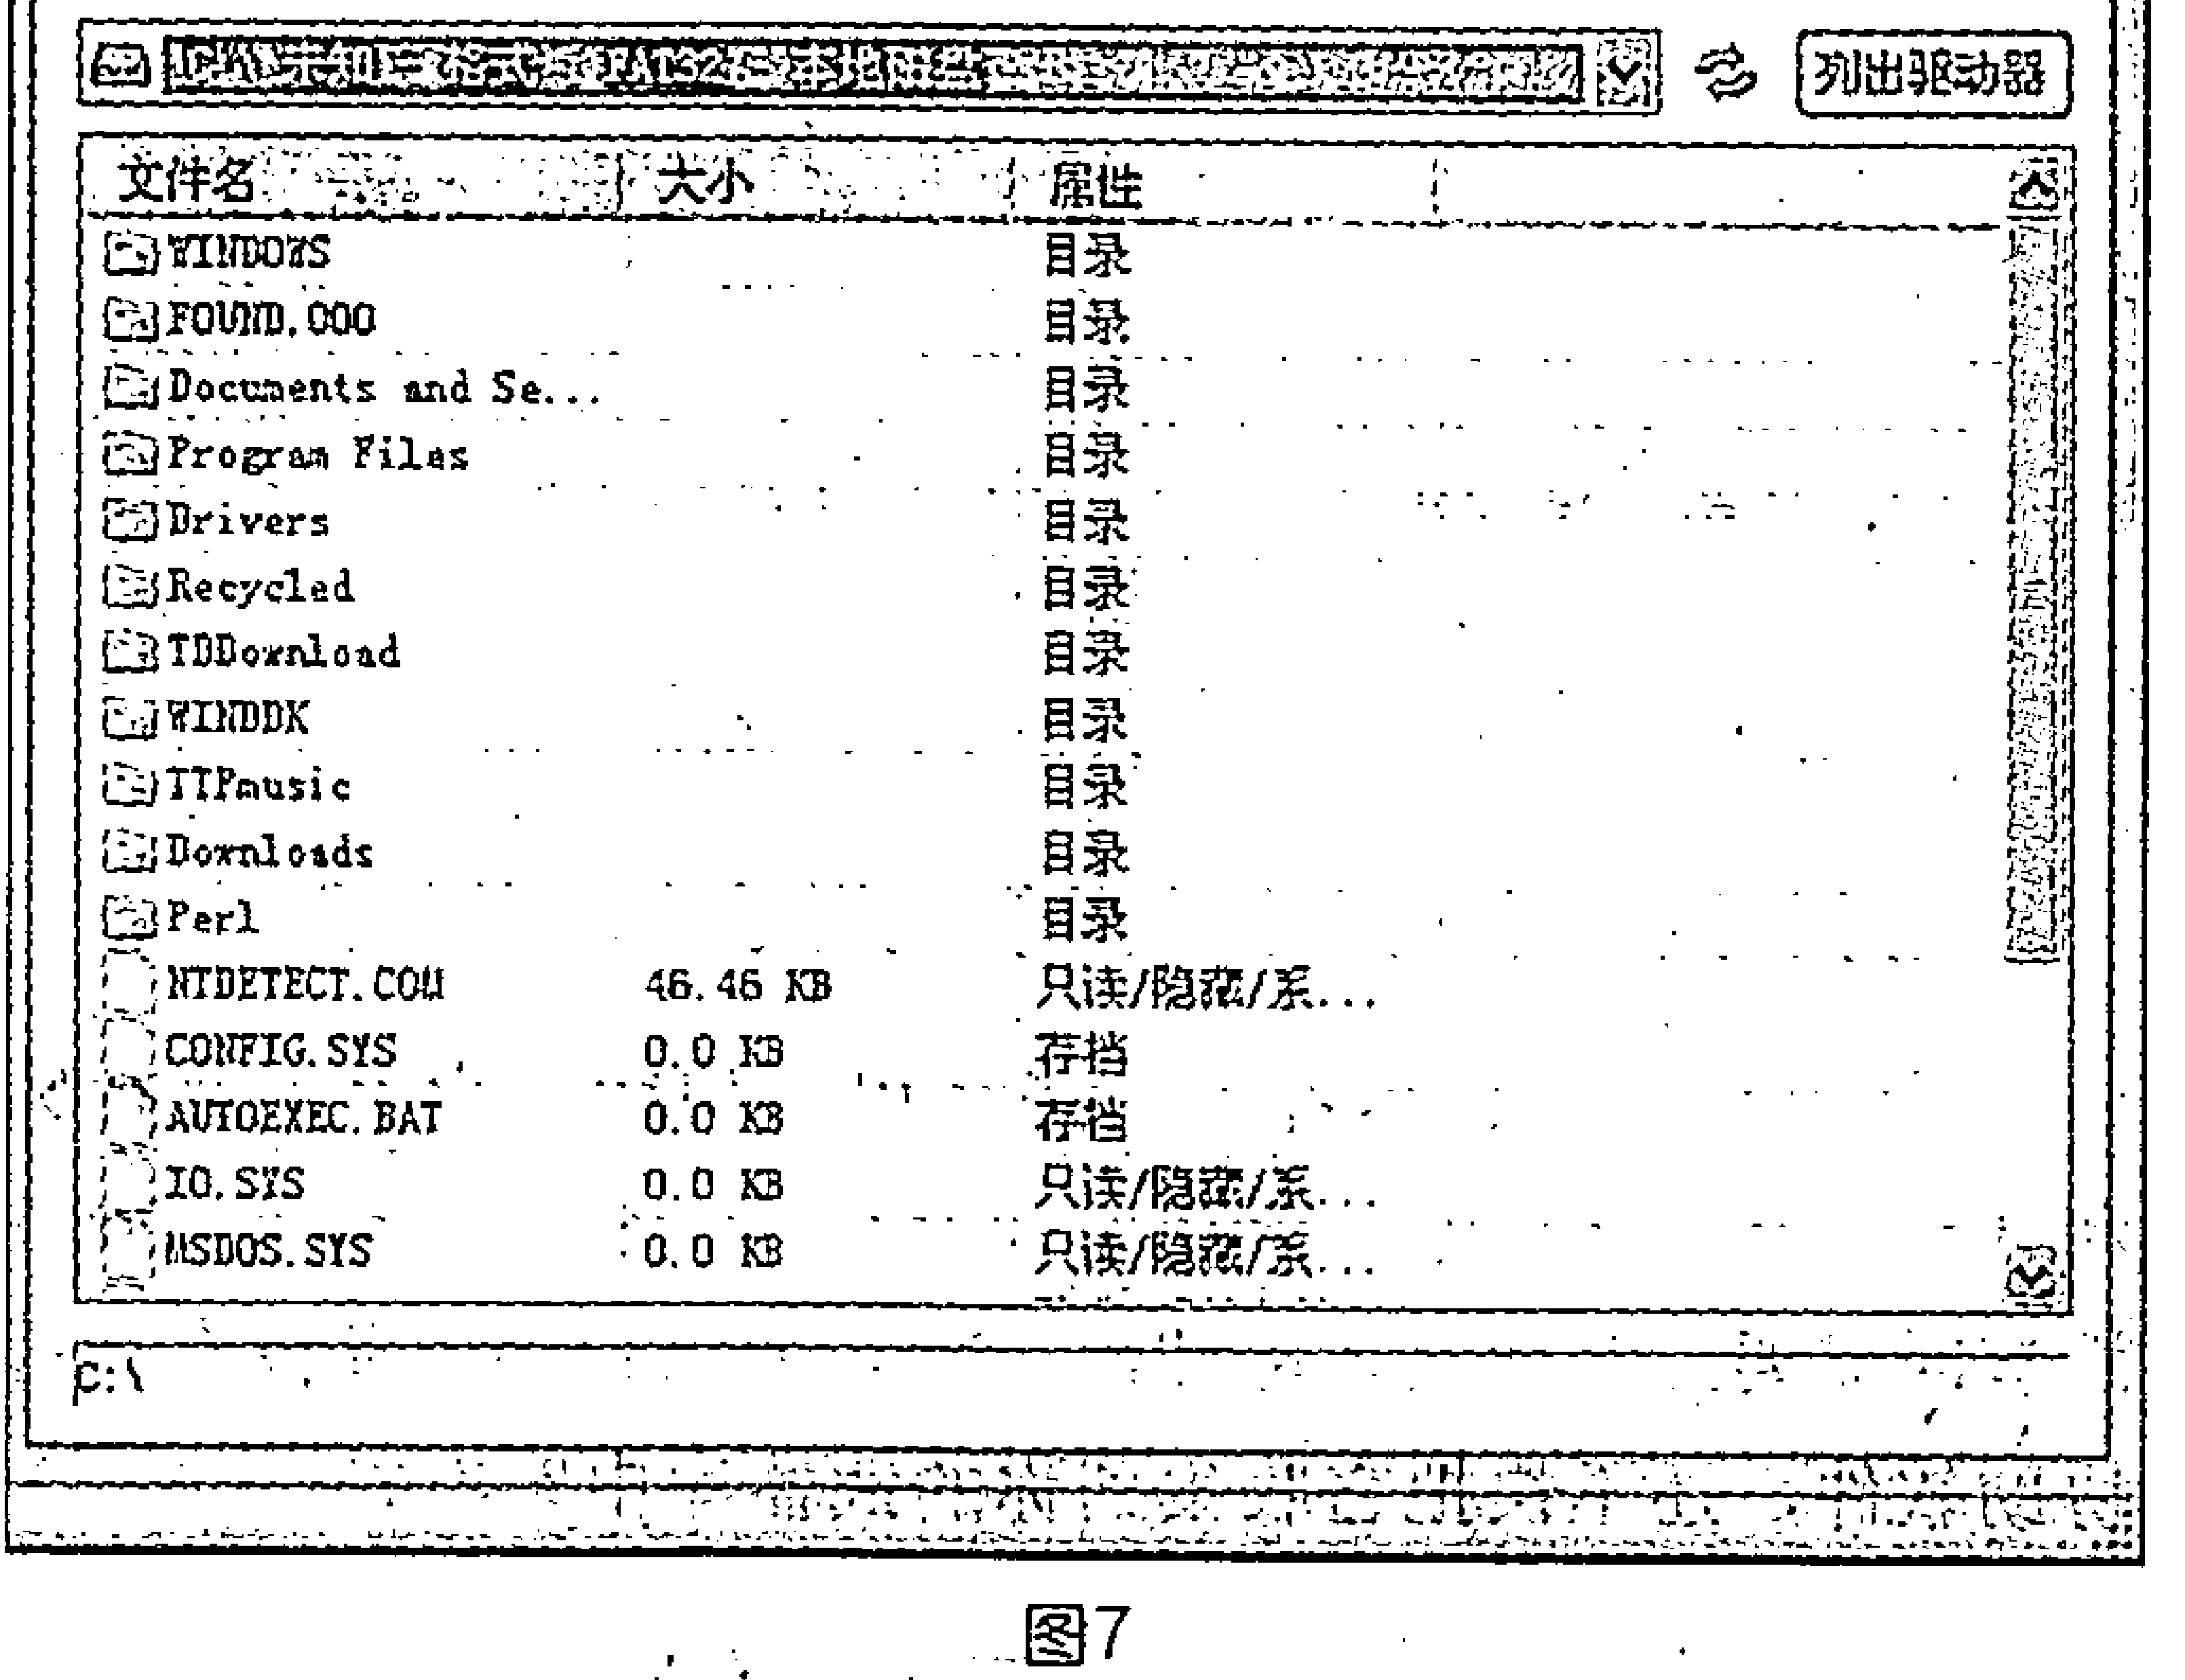 列出驱动器
文件名 大小 属性
WINDOWS 目录
FOUND.000 目录
Documents and Se... 目录
Program Files 目录
Drivers 目录
Recycled 目录
TDDownload 目录
WINDDK 目录
TTPmusic 目录
Downloads 目录
Perl 目录
NTDETECT.COM 46.46 KB 只读/隐藏/系...
CONFIG.SYS 0.0 KB 存档
AUTOEXEC.BAT 0.0 KB 存档
IO.SYS 0.0 KB 只读/隐藏/系...
MSDOS.SYS 0.0 KB 只读/隐藏/系...
C:\
图7